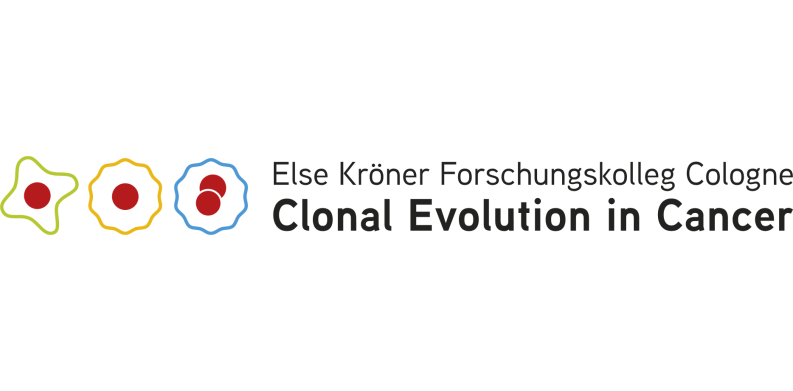 Else Kröner Forschungskolleg Cologne
Clonal Evolution in Cancer